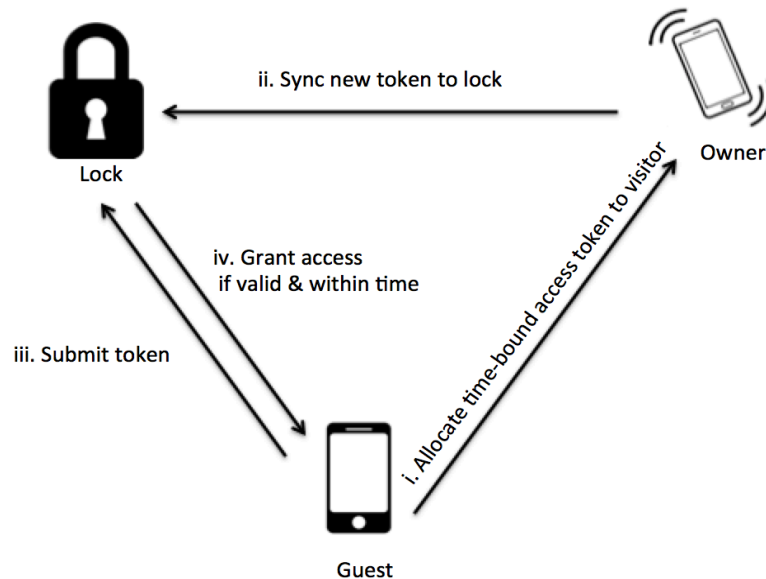 ii. Sync new token to lock
Owner
Lock
i. Allocate time-bound access token to visitor
iv. Grant access
if valid & within time
iii. Submit token
Guest